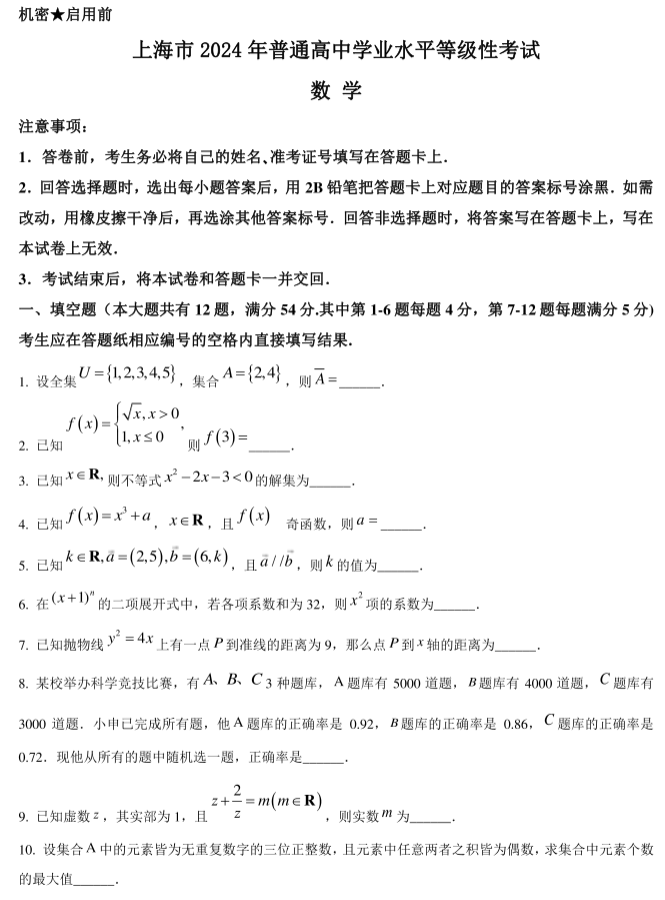 机密★启用前
上海市 2024 年普通高中学业水平等级性考试
数 学
注意事项：
1．答卷前，考生务必将自己的姓名、准考证号填写在答题卡上．
2．回答选择题时，选出每小题答案后，用 2B 铅笔把答题卡上对应题目的答案标号涂黑．如需
改动，用橡皮擦干净后，再选涂其他答案标号．回答非选择题时，将答案写在答题卡上，写在
本试卷上无效．
3．考试结束后，将本试卷和答题卡一并交回．
一、填空题（本大题共有 12 题，满分 54 分.其中第 1-6 题每题 4 分，第 7-12 题每题满分 5 分)
考生应在答题纸相应编号的空格内直接填写结果．
1. 设全集 U = {1,2,3,4,5}，集合 A = {2,4}，则 A̅ = ______．
2. 已知 f(x) = {√x, x > 0; 1, x ≤ 0, 则 f(3) = ______．
3. 已知 x ∈ R, 则不等式 x² − 2x − 3 < 0 的解集为______．
4. 已知 f(x) = x³ + a，x ∈ R，且 f(x) 奇函数，则 a = ______．
5. 已知 k ∈ R, a⃗ = (2,5), b⃗ = (6,k)，且 a⃗ // b⃗，则 k 的值为______．
6. 在 (x+1)ⁿ 的二项展开式中，若各项系数和为 32，则 x² 项的系数为______．
7. 已知抛物线 y² = 4x 上有一点 P 到准线的距离为 9，那么点 P 到 x 轴的距离为______．
8. 某校举办科学竞技比赛，有 A、B、C 3 种题库，A 题库有 5000 道题，B 题库有 4000 道题，C 题库有
3000 道题．小申已完成所有题，他 A 题库的正确率是 0.92，B 题库的正确率是 0.86，C 题库的正确率是
0.72．现他从所有的题中随机选一题，正确率是______．
9. 已知虚数 z，其实部为 1，且 z + 2/z = m(m ∈ R)，则实数 m 为______．
10. 设集合 A 中的元素皆为无重复数字的三位正整数，且元素中任意两者之积皆为偶数，求集合中元素个数
的最大值______．